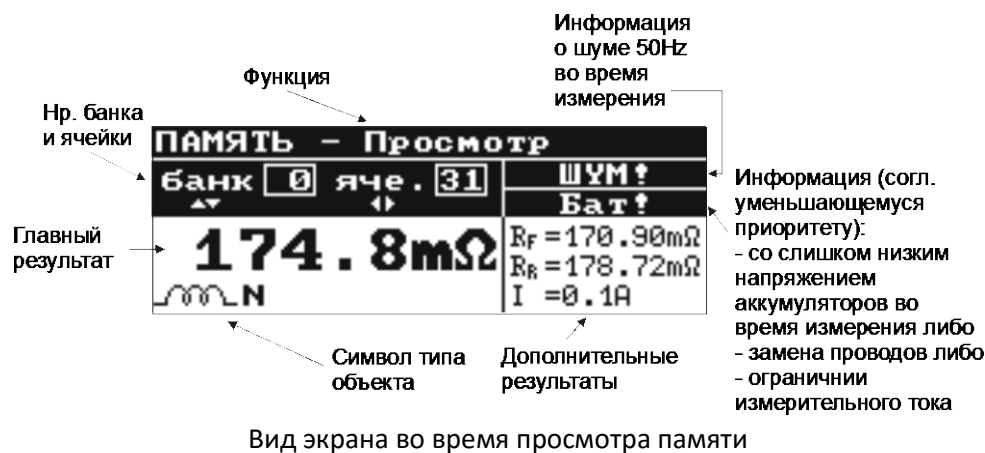 Информация
о шуме 50Hz
во время
измерения
Функция
Нр. банка
и ячейки
ПАМЯТЬ – Просмотр
банк 0 яче. 31
ШУМ!
Бат!
Главный
результат
174.8mΩ
N
RF=170.90mΩ
RR=178.72mΩ
I =0.1A
Информация (согл.
уменьшающемуся
приоритету):
- со слишком низким
напряжением
аккумуляторов во
время измерения либо
- замена проводов либо
- ограничнии
измерительного тока
Символ типа
объекта
Дополнительные
результаты
Вид экрана во время просмотра памяти